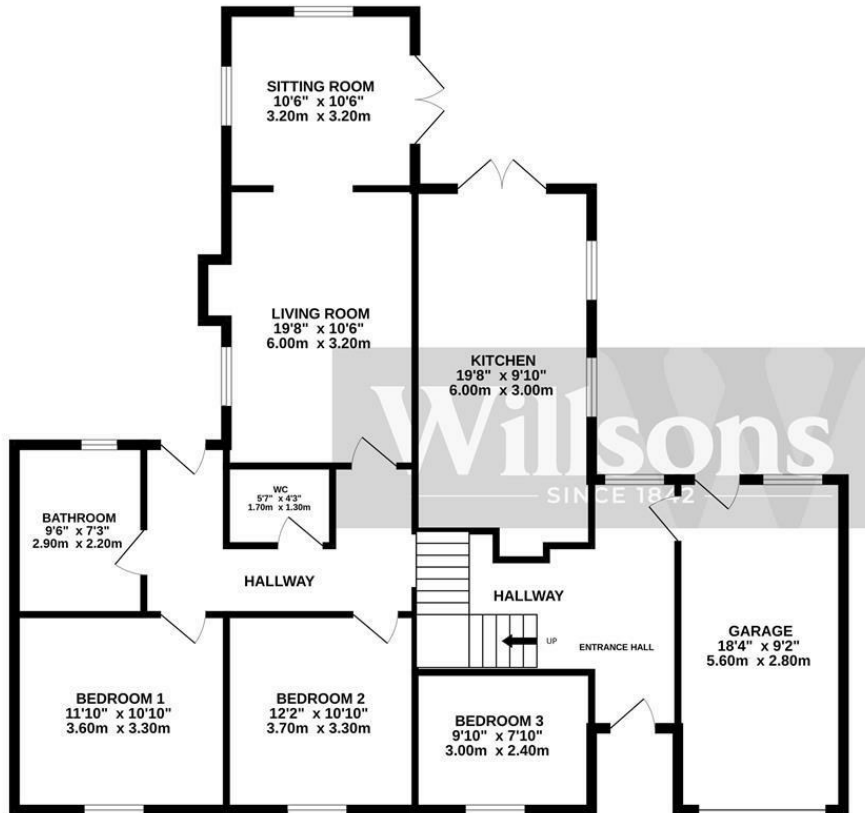 SITTING ROOM
10'6" x 10'6"
3.20m x 3.20m
LIVING ROOM
19'8" x 10'6"
6.00m x 3.20m
KITCHEN
19'8" x 9'10"
6.00m x 3.00m
Willsons
SINCE 1842
WC
5'7" x 4'3"
1.70m x 1.30m
BATHROOM
9'6" x 7'3"
2.90m x 2.20m
HALLWAY
HALLWAY
UP
ENTRANCE HALL
GARAGE
18'4" x 9'2"
5.60m x 2.80m
BEDROOM 1
11'10" x 10'10"
3.60m x 3.30m
BEDROOM 2
12'2" x 10'10"
3.70m x 3.30m
BEDROOM 3
9'10" x 7'10"
3.00m x 2.40m